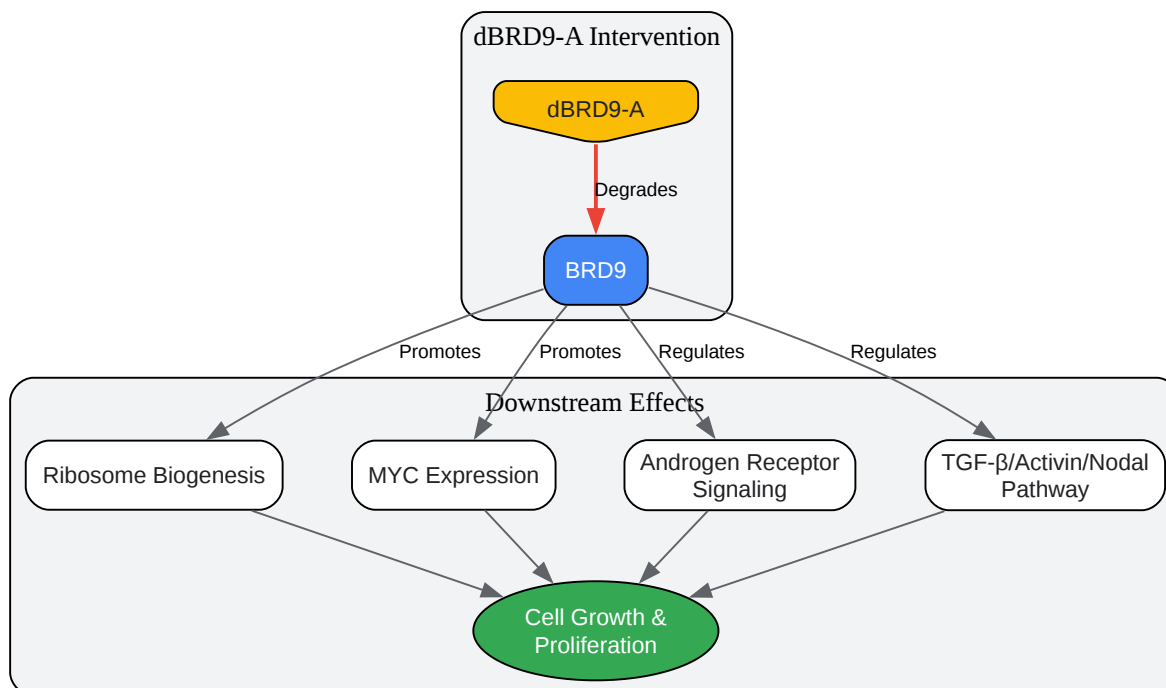 dBRD9-A Intervention
dBRD9-A
Degrades
BRD9
Promotes
Promotes
Regulates
Regulates
Downstream Effects
Ribosome Biogenesis
MYC Expression
Androgen Receptor
Signaling
TGF-β/Activin/Nodal
Pathway
Cell Growth &
Proliferation